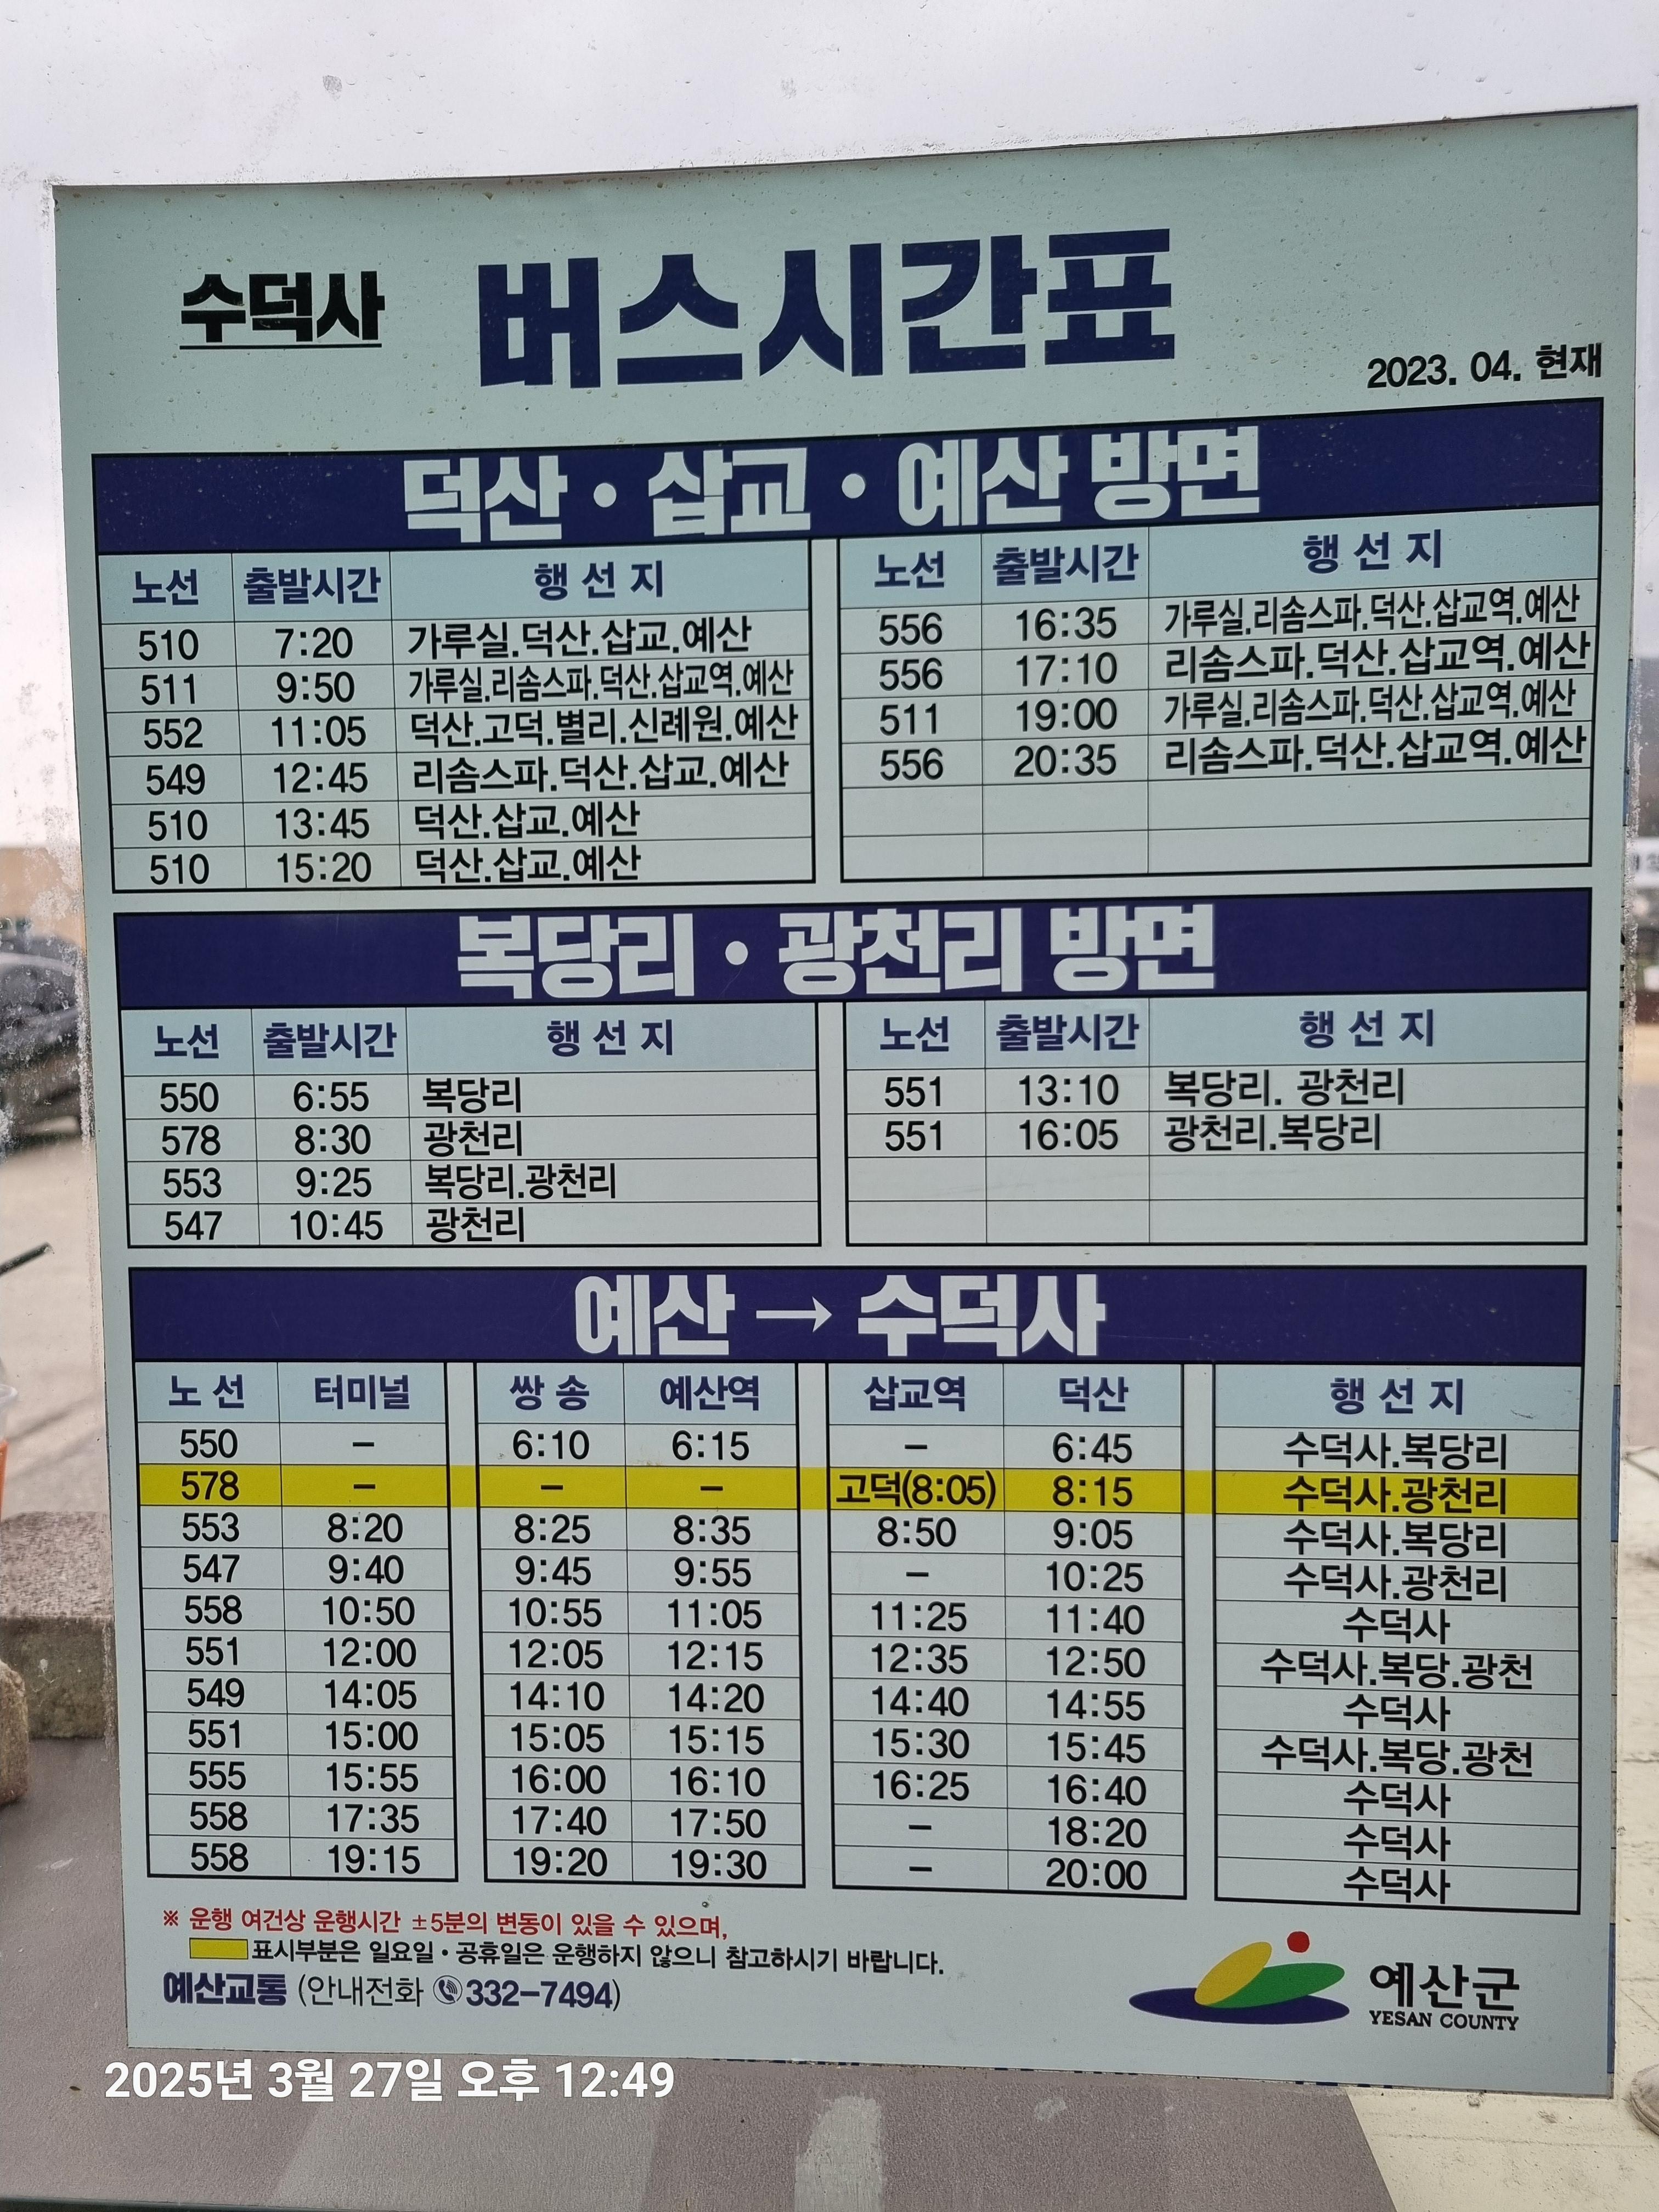 수덕사 버스시간표
2023. 04. 현재
덕산 · 삽교 · 예산 방면
노선 출발시간 행 선 지
510 7:20 가루실.덕산.삽교.예산
511 9:50 가루실.리솜스파.덕산.삽교역.예산
552 11:05 덕산.고덕.별리.신례원.예산
549 12:45 리솜스파.덕산.삽교.예산
510 13:45 덕산.삽교.예산
510 15:20 덕산.삽교.예산
노선 출발시간 행 선 지
556 16:35 가루실.리솜스파.덕산.삽교역.예산
556 17:10 리솜스파.덕산.삽교역.예산
511 19:00 가루실.리솜스파.덕산.삽교역.예산
556 20:35 리솜스파.덕산.삽교역.예산
복당리 · 광천리 방면
노선 출발시간 행 선 지
550 6:55 복당리
578 8:30 광천리
553 9:25 복당리.광천리
547 10:45 광천리
노선 출발시간 행 선 지
551 13:10 복당리. 광천리
551 16:05 광천리.복당리
예산 → 수덕사
노 선 터미널 쌍 송 예산역 삽교역 덕산 행 선 지
550 – 6:10 6:15 – 6:45 수덕사.복당리
578 – – – 고덕(8:05) 8:15 수덕사.광천리
553 8:20 8:25 8:35 8:50 9:05 수덕사.복당리
547 9:40 9:45 9:55 – 10:25 수덕사.광천리
558 10:50 10:55 11:05 11:25 11:40 수덕사
551 12:00 12:05 12:15 12:35 12:50 수덕사.복당.광천
549 14:05 14:10 14:20 14:40 14:55 수덕사
551 15:00 15:05 15:15 15:30 15:45 수덕사.복당.광천
555 15:55 16:00 16:10 16:25 16:40 수덕사
558 17:35 17:40 17:50 – 18:20 수덕사
558 19:15 19:20 19:30 – 20:00 수덕사
※ 운행 여건상 운행시간 ±5분의 변동이 있을 수 있으며,
표시부분은 일요일 · 공휴일은 운행하지 않으니 참고하시기 바랍니다.
예산교통 (안내전화 332-7494)
예산군
YESAN COUNTY
2025년 3월 27일 오후 12:49